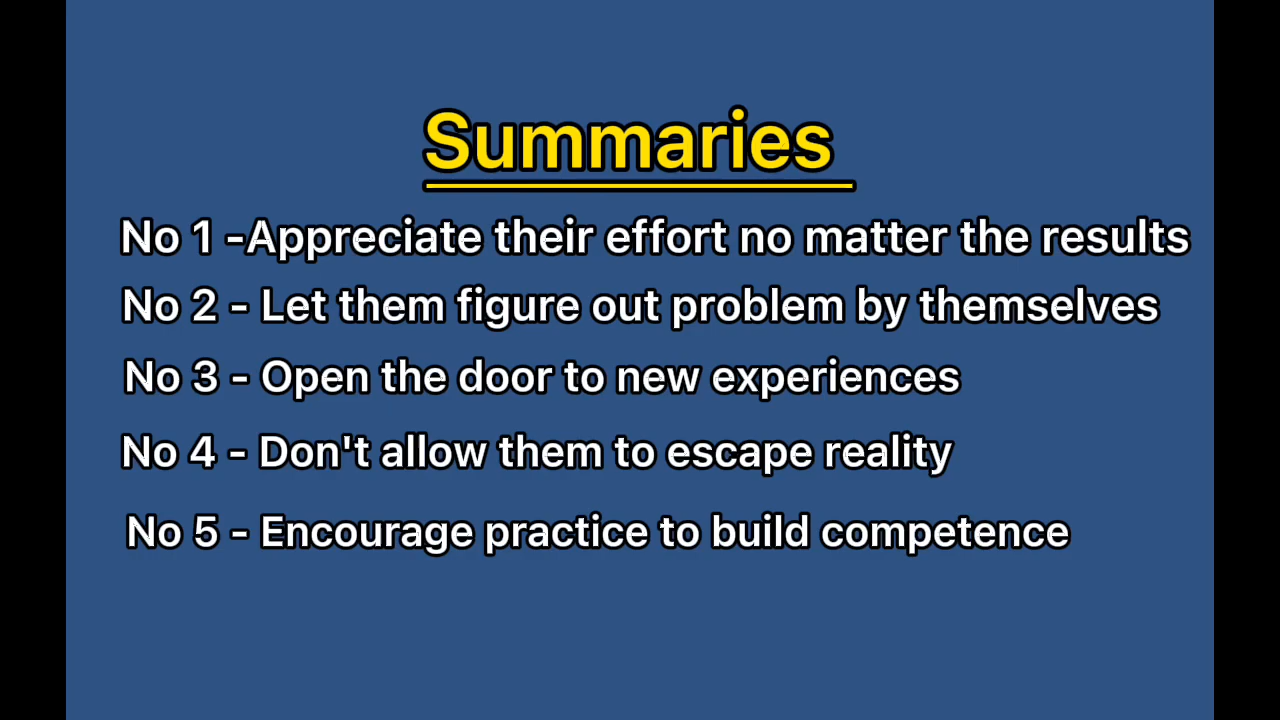 Summaries
No 1 -Appreciate their effort no matter the results
No 2 - Let them figure out problem by themselves
No 3 - Open the door to new experiences
No 4 - Don't allow them to escape reality
No 5 - Encourage practice to build competence